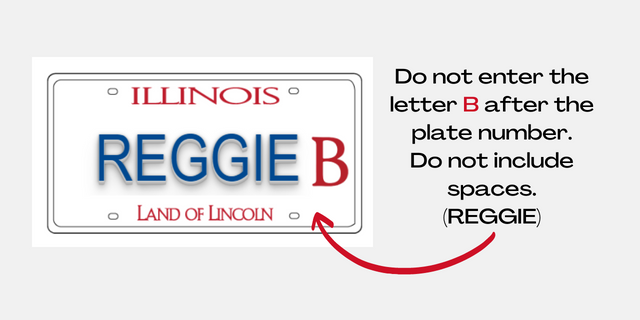 ILLINOIS
REGGIE B
LAND OF LINCOLN
Do not enter the
letter B after the
plate number.
Do not include
spaces.
(REGGIE)